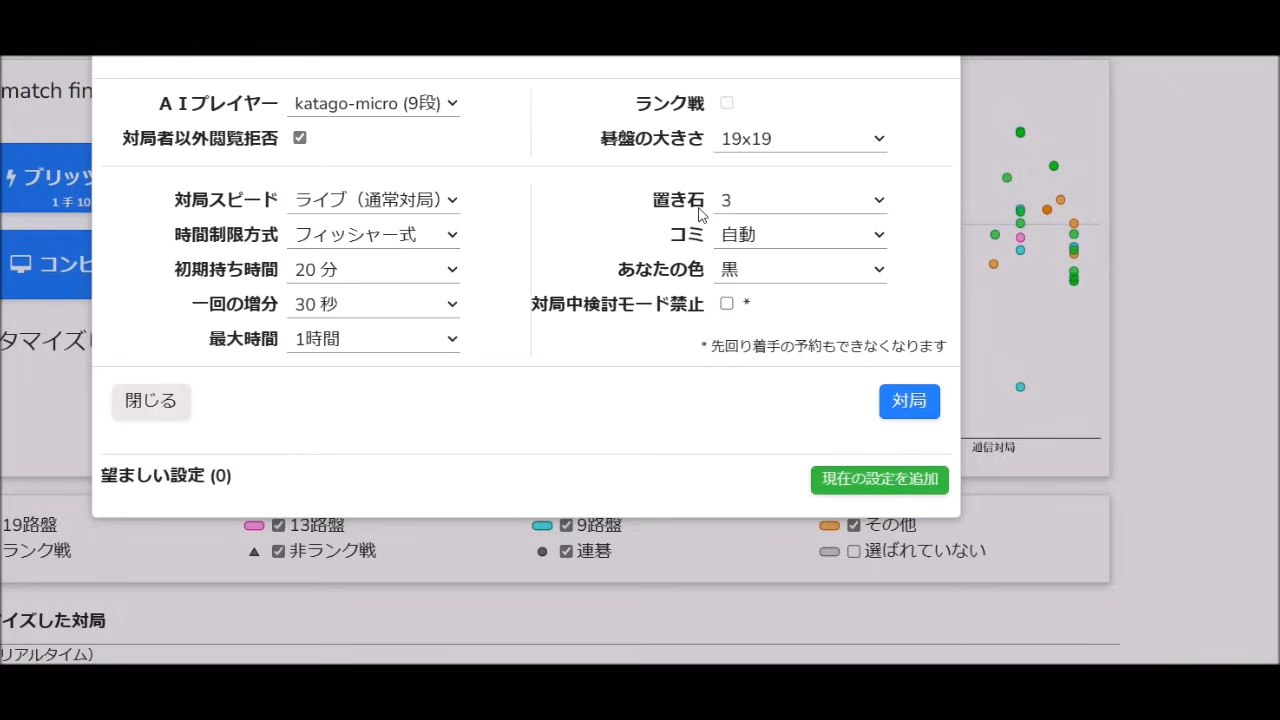 match fin
ブリッツ
1 手 10
コンピ
タマイズし
ＡＩプレイヤー katago-micro (9段)
対局者以外閲覧拒否
ランク戦
碁盤の大きさ 19x19
対局スピード ライブ（通常対局）
時間制限方式 フィッシャー式
初期持ち時間 20 分
一回の増分 30 秒
最大時間 1時間
置き石 3
コミ 自動
あなたの色 黒
対局中検討モード禁止 *
* 先回り着手の予約もできなくなります
閉じる
対局
望ましい設定 (0)
現在の設定を追加
通信対局
19路盤 13路盤 9路盤 その他
ランク戦 非ランク戦 連碁 選ばれていない
イズした対局
リアルタイム）